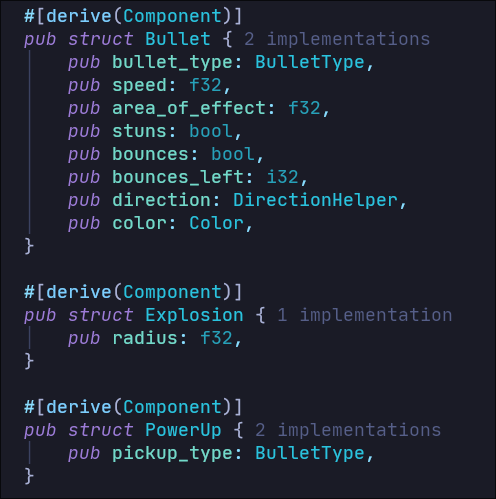 #[derive(Component)]
pub struct Bullet { 2 implementations
pub bullet_type: BulletType,
pub speed: f32,
pub area_of_effect: f32,
pub stuns: bool,
pub bounces: bool,
pub bounces_left: i32,
pub direction: DirectionHelper,
pub color: Color,
}
#[derive(Component)]
pub struct Explosion { 1 implementation
pub radius: f32,
}
#[derive(Component)]
pub struct PowerUp { 2 implementations
pub pickup_type: BulletType,
}